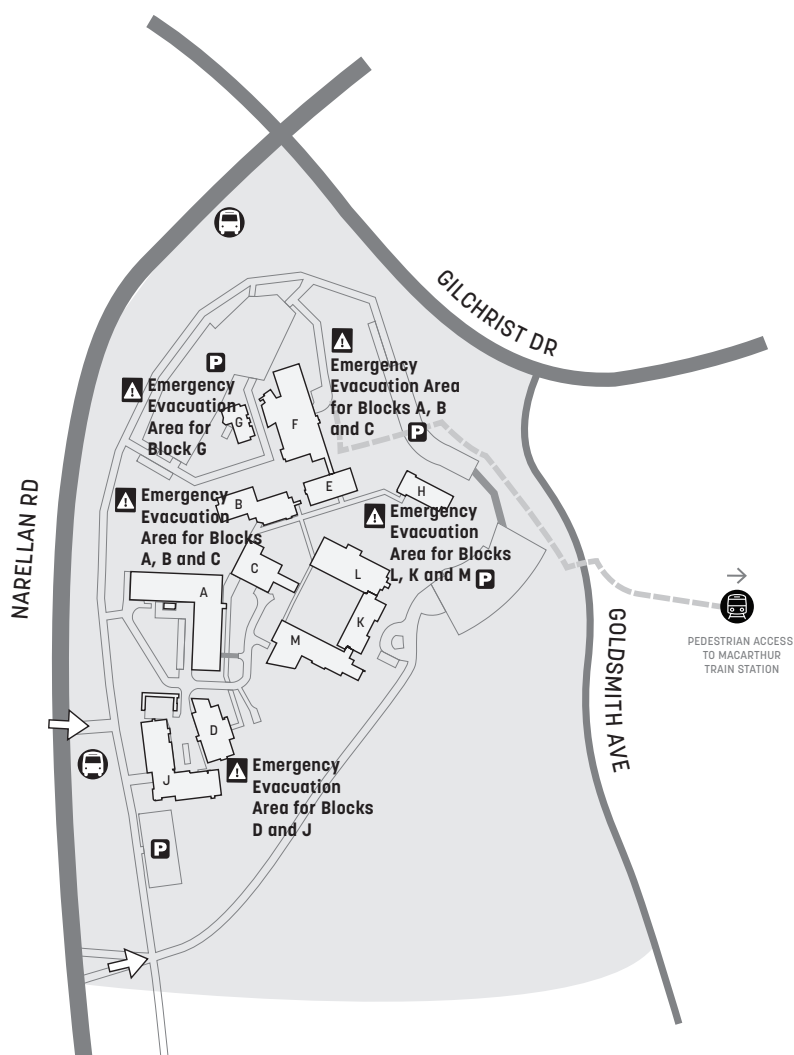 GILCHRIST DR
P
Emergency
Evacuation Area
for Blocks A, B
and C
P
Emergency
Evacuation
Area for
Block G
G
F
E
H
B
Emergency
Evacuation
Area for Blocks
A, B and C
Emergency
Evacuation
Area for Blocks
L, K and M
P
NARELLAN RD
C
L
A
K
M
PEDESTRIAN ACCESS
TO MACARTHUR
TRAIN STATION
GOLDSMITH AVE
D
J
Emergency
Evacuation
Area for Blocks
D and J
P